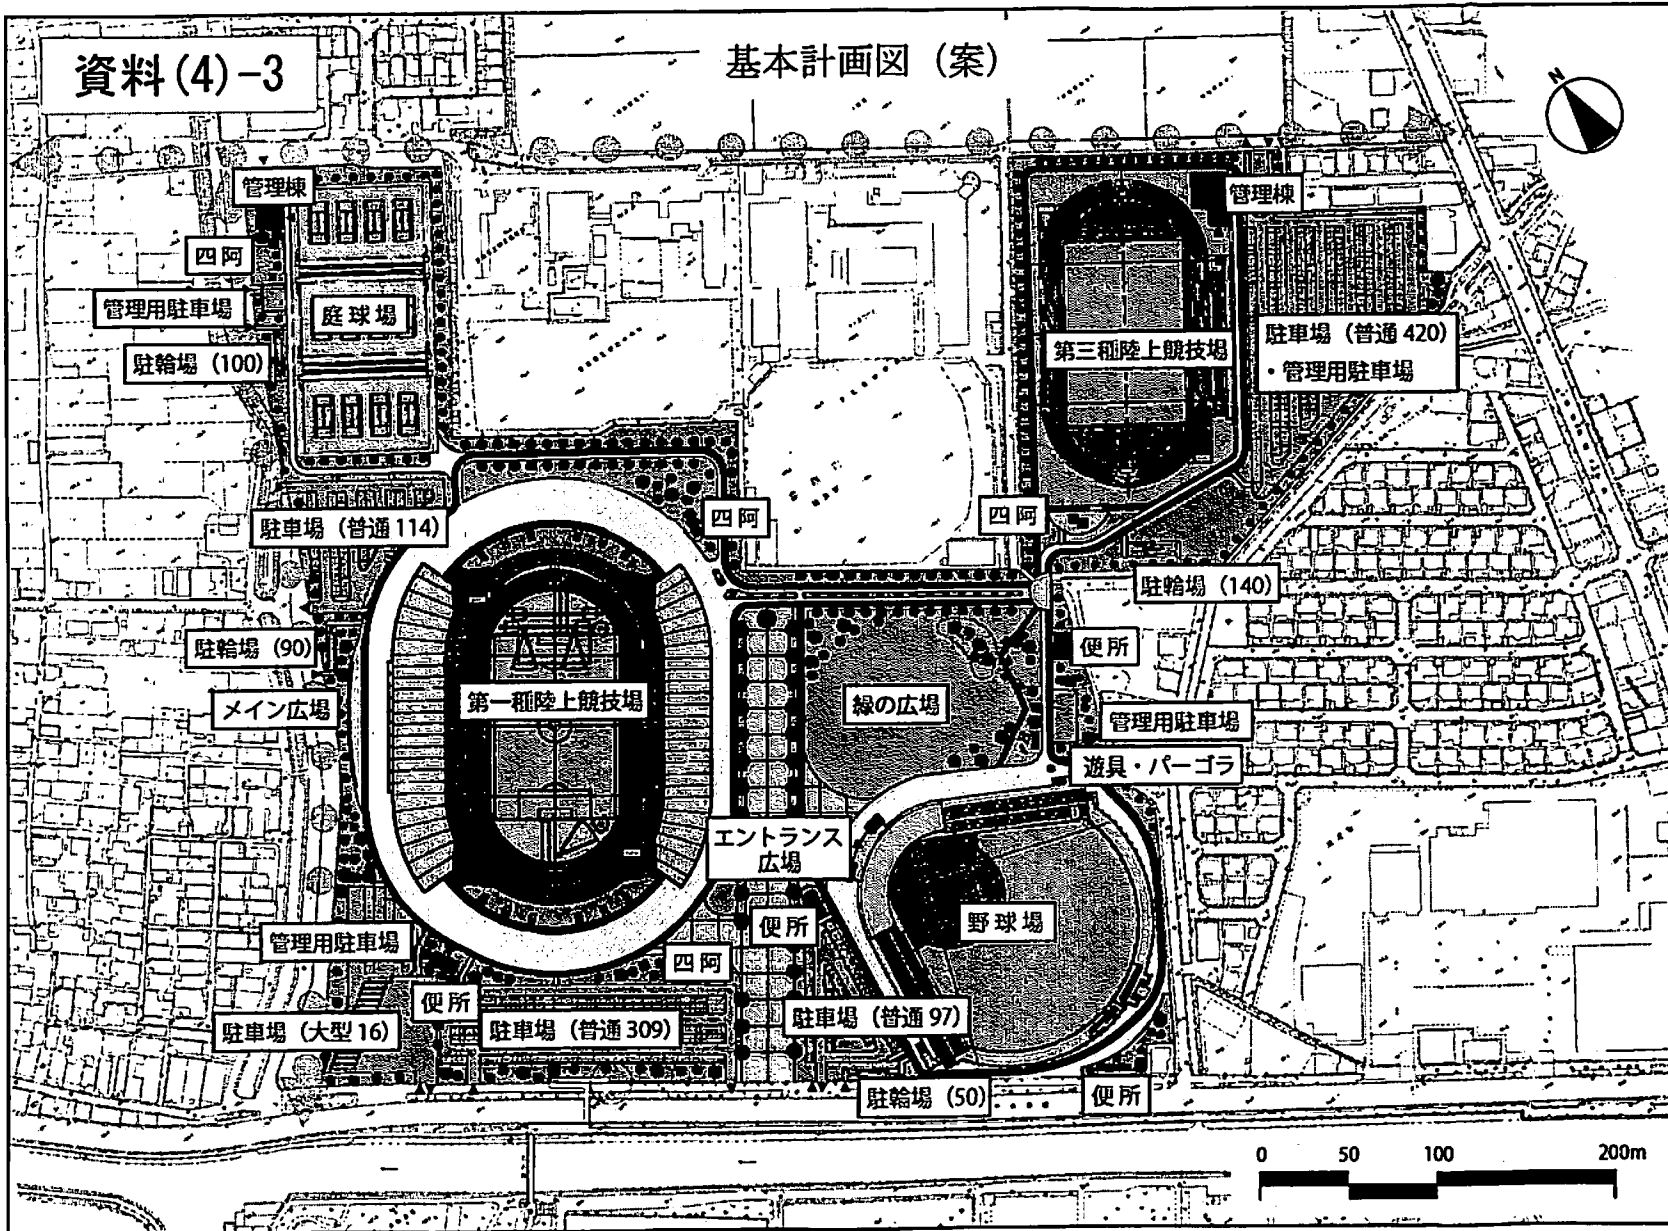 資料(4)-3
基本計画図（案）
N
管理棟
管理棟
四阿
管理用駐車場
庭球場
駐輪場（100）
第三種陸上競技場
駐車場（普通 420）
・管理用駐車場
駐車場（普通 114）
四阿
四阿
駐輪場（140）
駐輪場（90）
便所
メイン広場
第一種陸上競技場
緑の広場
管理用駐車場
遊具・パーゴラ
エントランス
広場
管理用駐車場
便所
野球場
四阿
便所
駐車場（大型 16）
駐車場（普通 309）
駐車場（普通 97）
駐輪場（50）
便所
0 50 100 200m